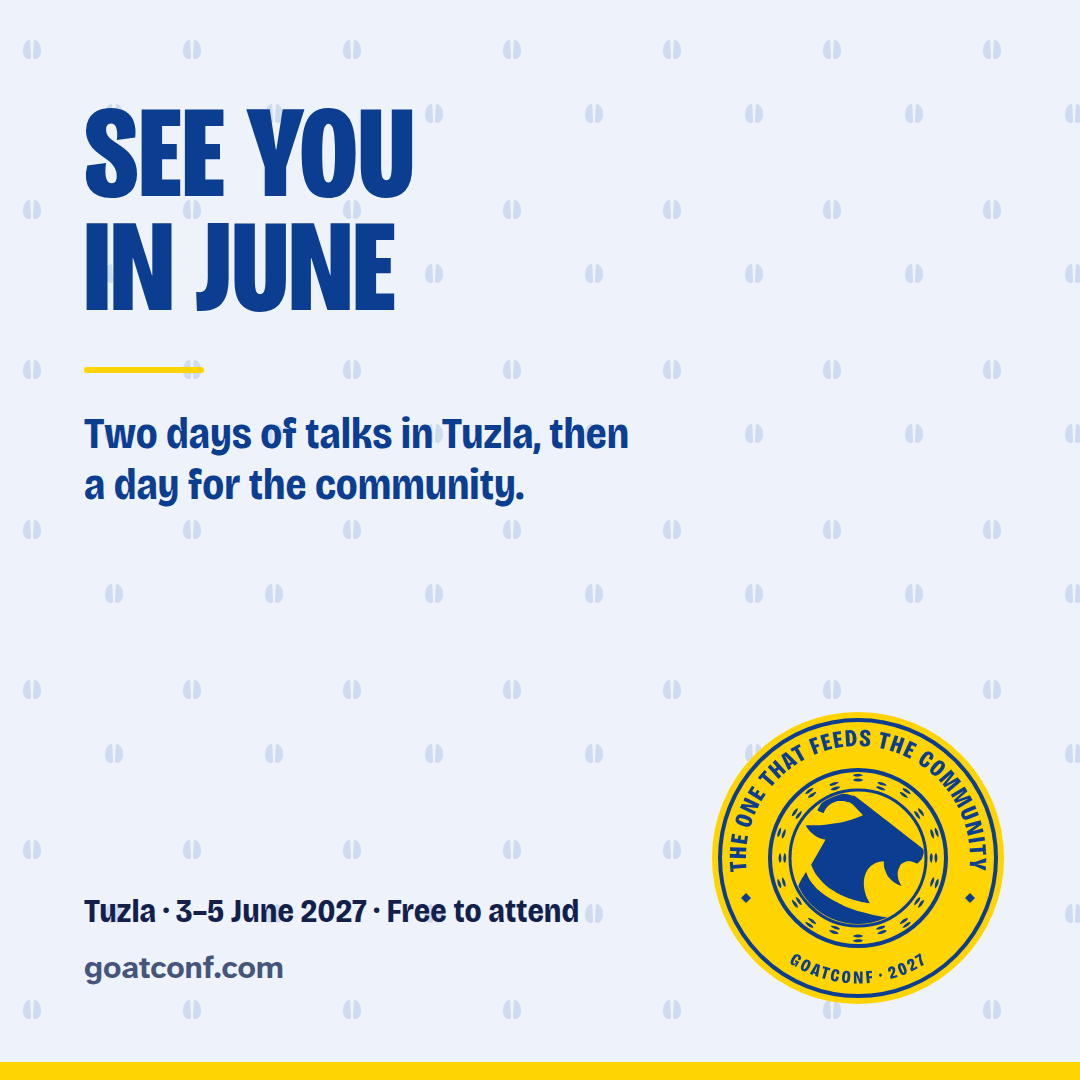 SEE YOU
IN JUNE
Two days of talks in Tuzla, then
a day for the community.
THE ONE THAT FEEDS THE COMMUNITY
GOATCONF · 2027
Tuzla · 3–5 June 2027 · Free to attend
goatconf.com